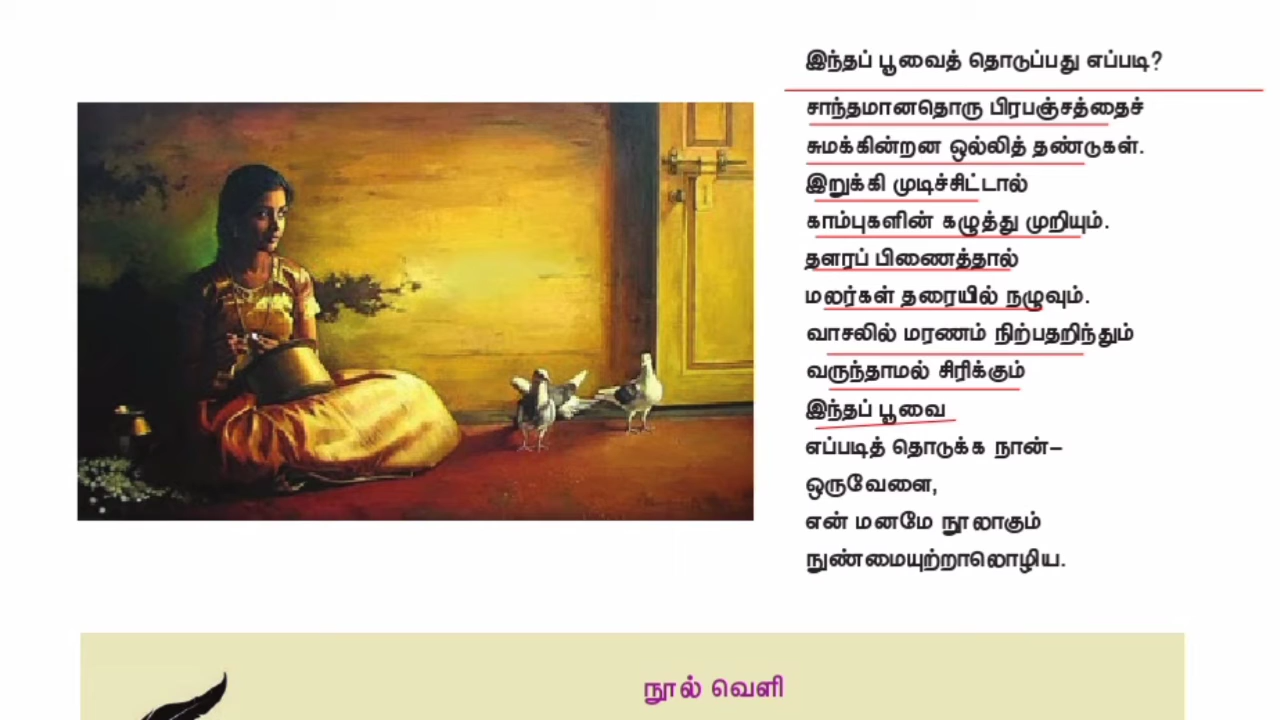 இந்தப் பூவைத் தொடுப்பது எப்படி?
சாந்தமானதொரு பிரபஞ்சத்தைச்
சுமக்கின்றன ஒல்லித் தண்டுகள்.
இறுக்கி முடிச்சிட்டால்
காம்புகளின் கழுத்து முறியும்.
தளரப் பிணைத்தால்
மலர்கள் தரையில் நழுவும்.
வாசலில் மரணம் நிற்பதறிந்தும்
வருந்தாமல் சிரிக்கும்
இந்தப் பூவை
எப்படித் தொடுக்க நான்–
ஒருவேளை,
என் மனமே நூலாகும்
நுண்மையுற்றாலொழிய.
நூல் வெளி